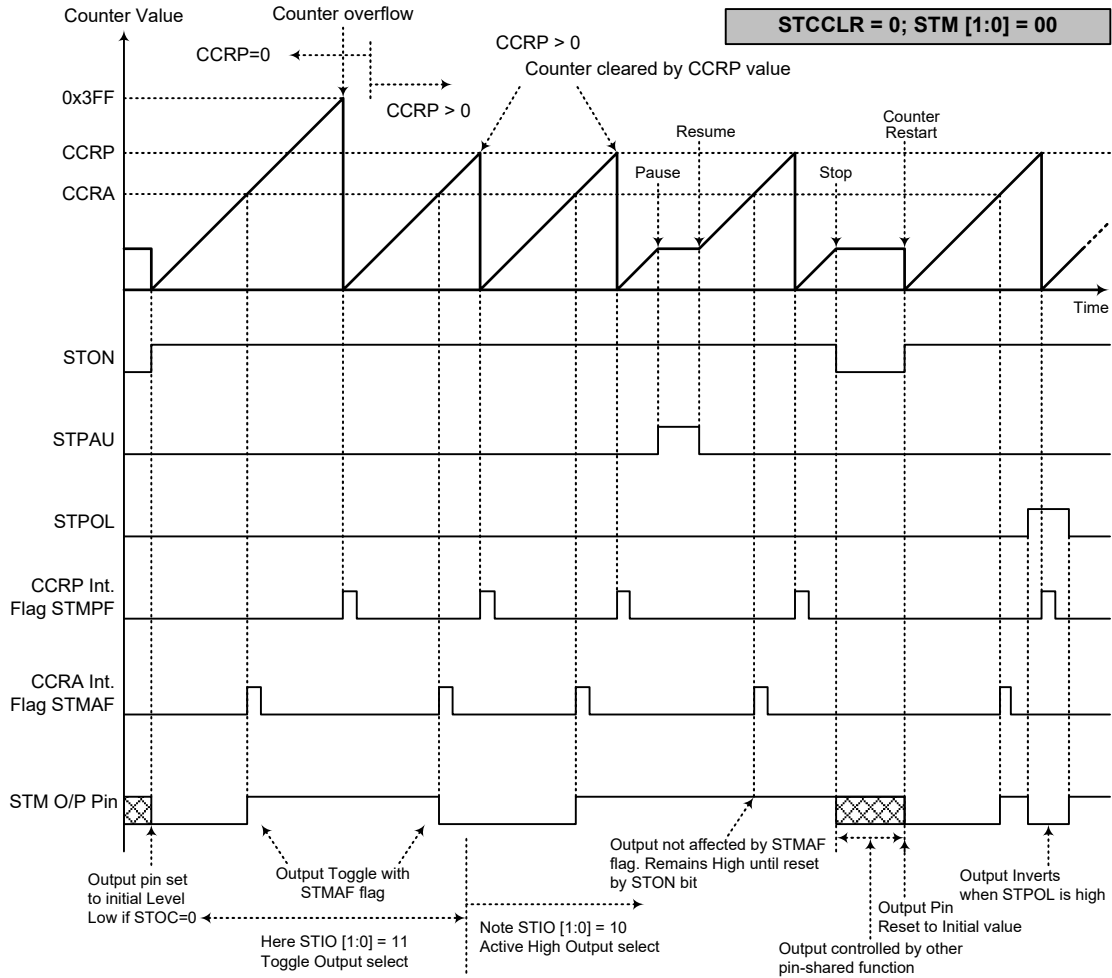 Counter Value
Counter overflow
STCCLR = 0; STM [1:0] = 00
CCRP=0
CCRP > 0
CCRP > 0
Counter cleared by CCRP value
0x3FF
CCRP
CCRA
Pause
Resume
Stop
Counter
Restart
Time
STON
STPAU
STPOL
CCRP Int.
Flag STMPF
CCRA Int.
Flag STMAF
STM O/P Pin
Output pin set
to initial Level
Low if STOC=0
Output Toggle with
STMAF flag
Here STIO [1:0] = 11
Toggle Output select
Note STIO [1:0] = 10
Active High Output select
Output not affected by STMAF
flag. Remains High until reset
by STON bit
Output controlled by other
pin-shared function
Output Pin
Reset to Initial value
Output Inverts
when STPOL is high